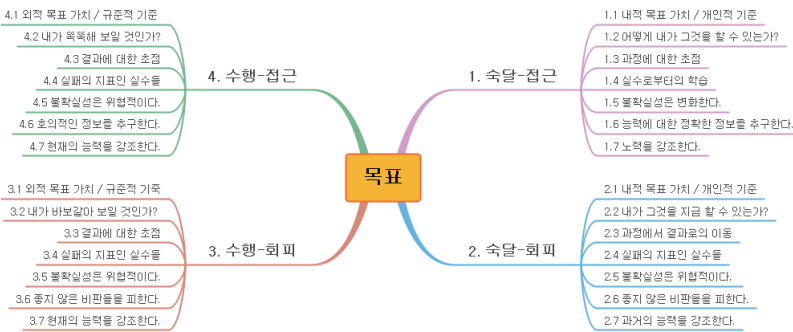 목표
1. 숙달-접근
1.1 내적 목표 가치 / 개인적 기준
1.2 어떻게 내가 그것을 할 수 있는가?
1.3 과정에 대한 초점
1.4 실수로부터의 학습
1.5 불확실성은 변화한다.
1.6 능력에 대한 정확한 정보를 추구한다.
1.7 노력을 강조한다.
2. 숙달-회피
2.1 내적 목표 가치 / 개인적 기준
2.2 내가 그것을 지금 할 수 있는가?
2.3 과정에서 결과로의 이동
2.4 실패의 지표인 실수들
2.5 불확실성은 위협적이다.
2.6 좋지 않은 비판들을 피한다.
2.7 과거의 능력을 강조한다.
3. 수행-회피
3.1 외적 목표 가치 / 규준적 기죽
3.2 내가 바보같아 보일 것인가?
3.3 결과에 대한 초점
3.4 실패의 지표인 실수들
3.5 불확실성은 위협적이다.
3.6 좋지 않은 비판들을 피한다.
3.7 현재의 능력을 강조한다.
4. 수행-접근
4.1 외적 목표 가치 / 규준적 기준
4.2 내가 똑똑해 보일 것인가?
4.3 결과에 대한 초점
4.4 실패의 지표인 실수들
4.5 불확실성은 위협적이다.
4.6 호의적인 정보를 추구한다.
4.7 현재의 능력을 강조한다.